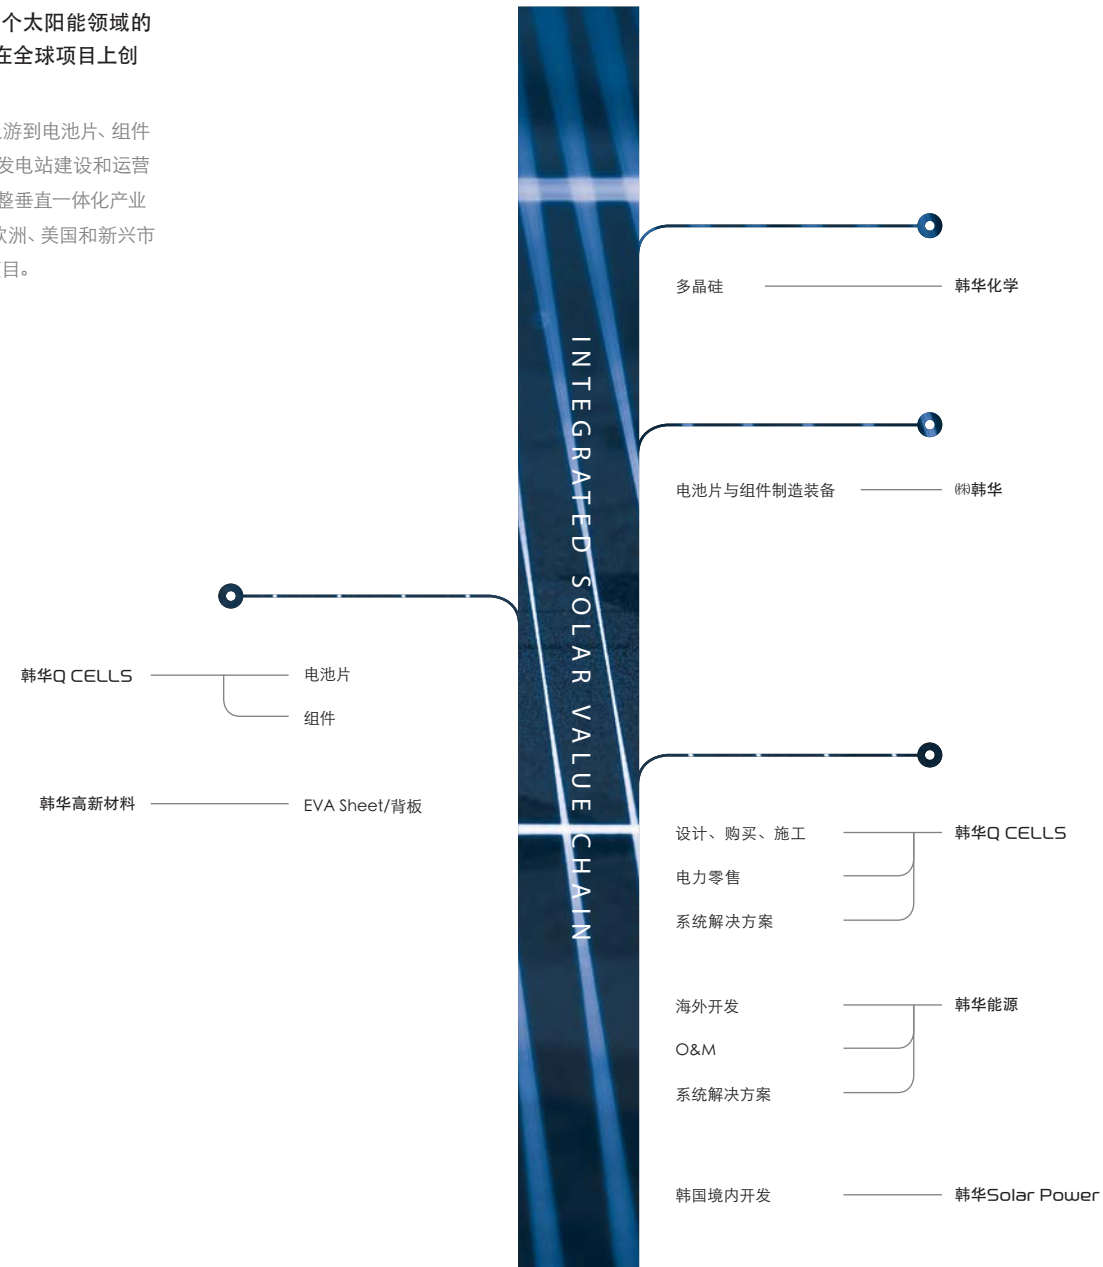 个太阳能领域的
在全球项目上创
游到电池片、组件
发电站建设和运营
整垂直一体化产业
欧洲、美国和新兴市
目。
多晶硅 韩华化学
INTEGRATED SOLAR VALUE CHAIN
电池片与组件制造装备 ㈱韩华
韩华Q CELLS 电池片
组件
韩华高新材料 EVA Sheet/背板
设计、购买、施工 韩华Q CELLS
电力零售
系统解决方案
海外开发 韩华能源
O&M
系统解决方案
韩国境内开发 韩华Solar Power